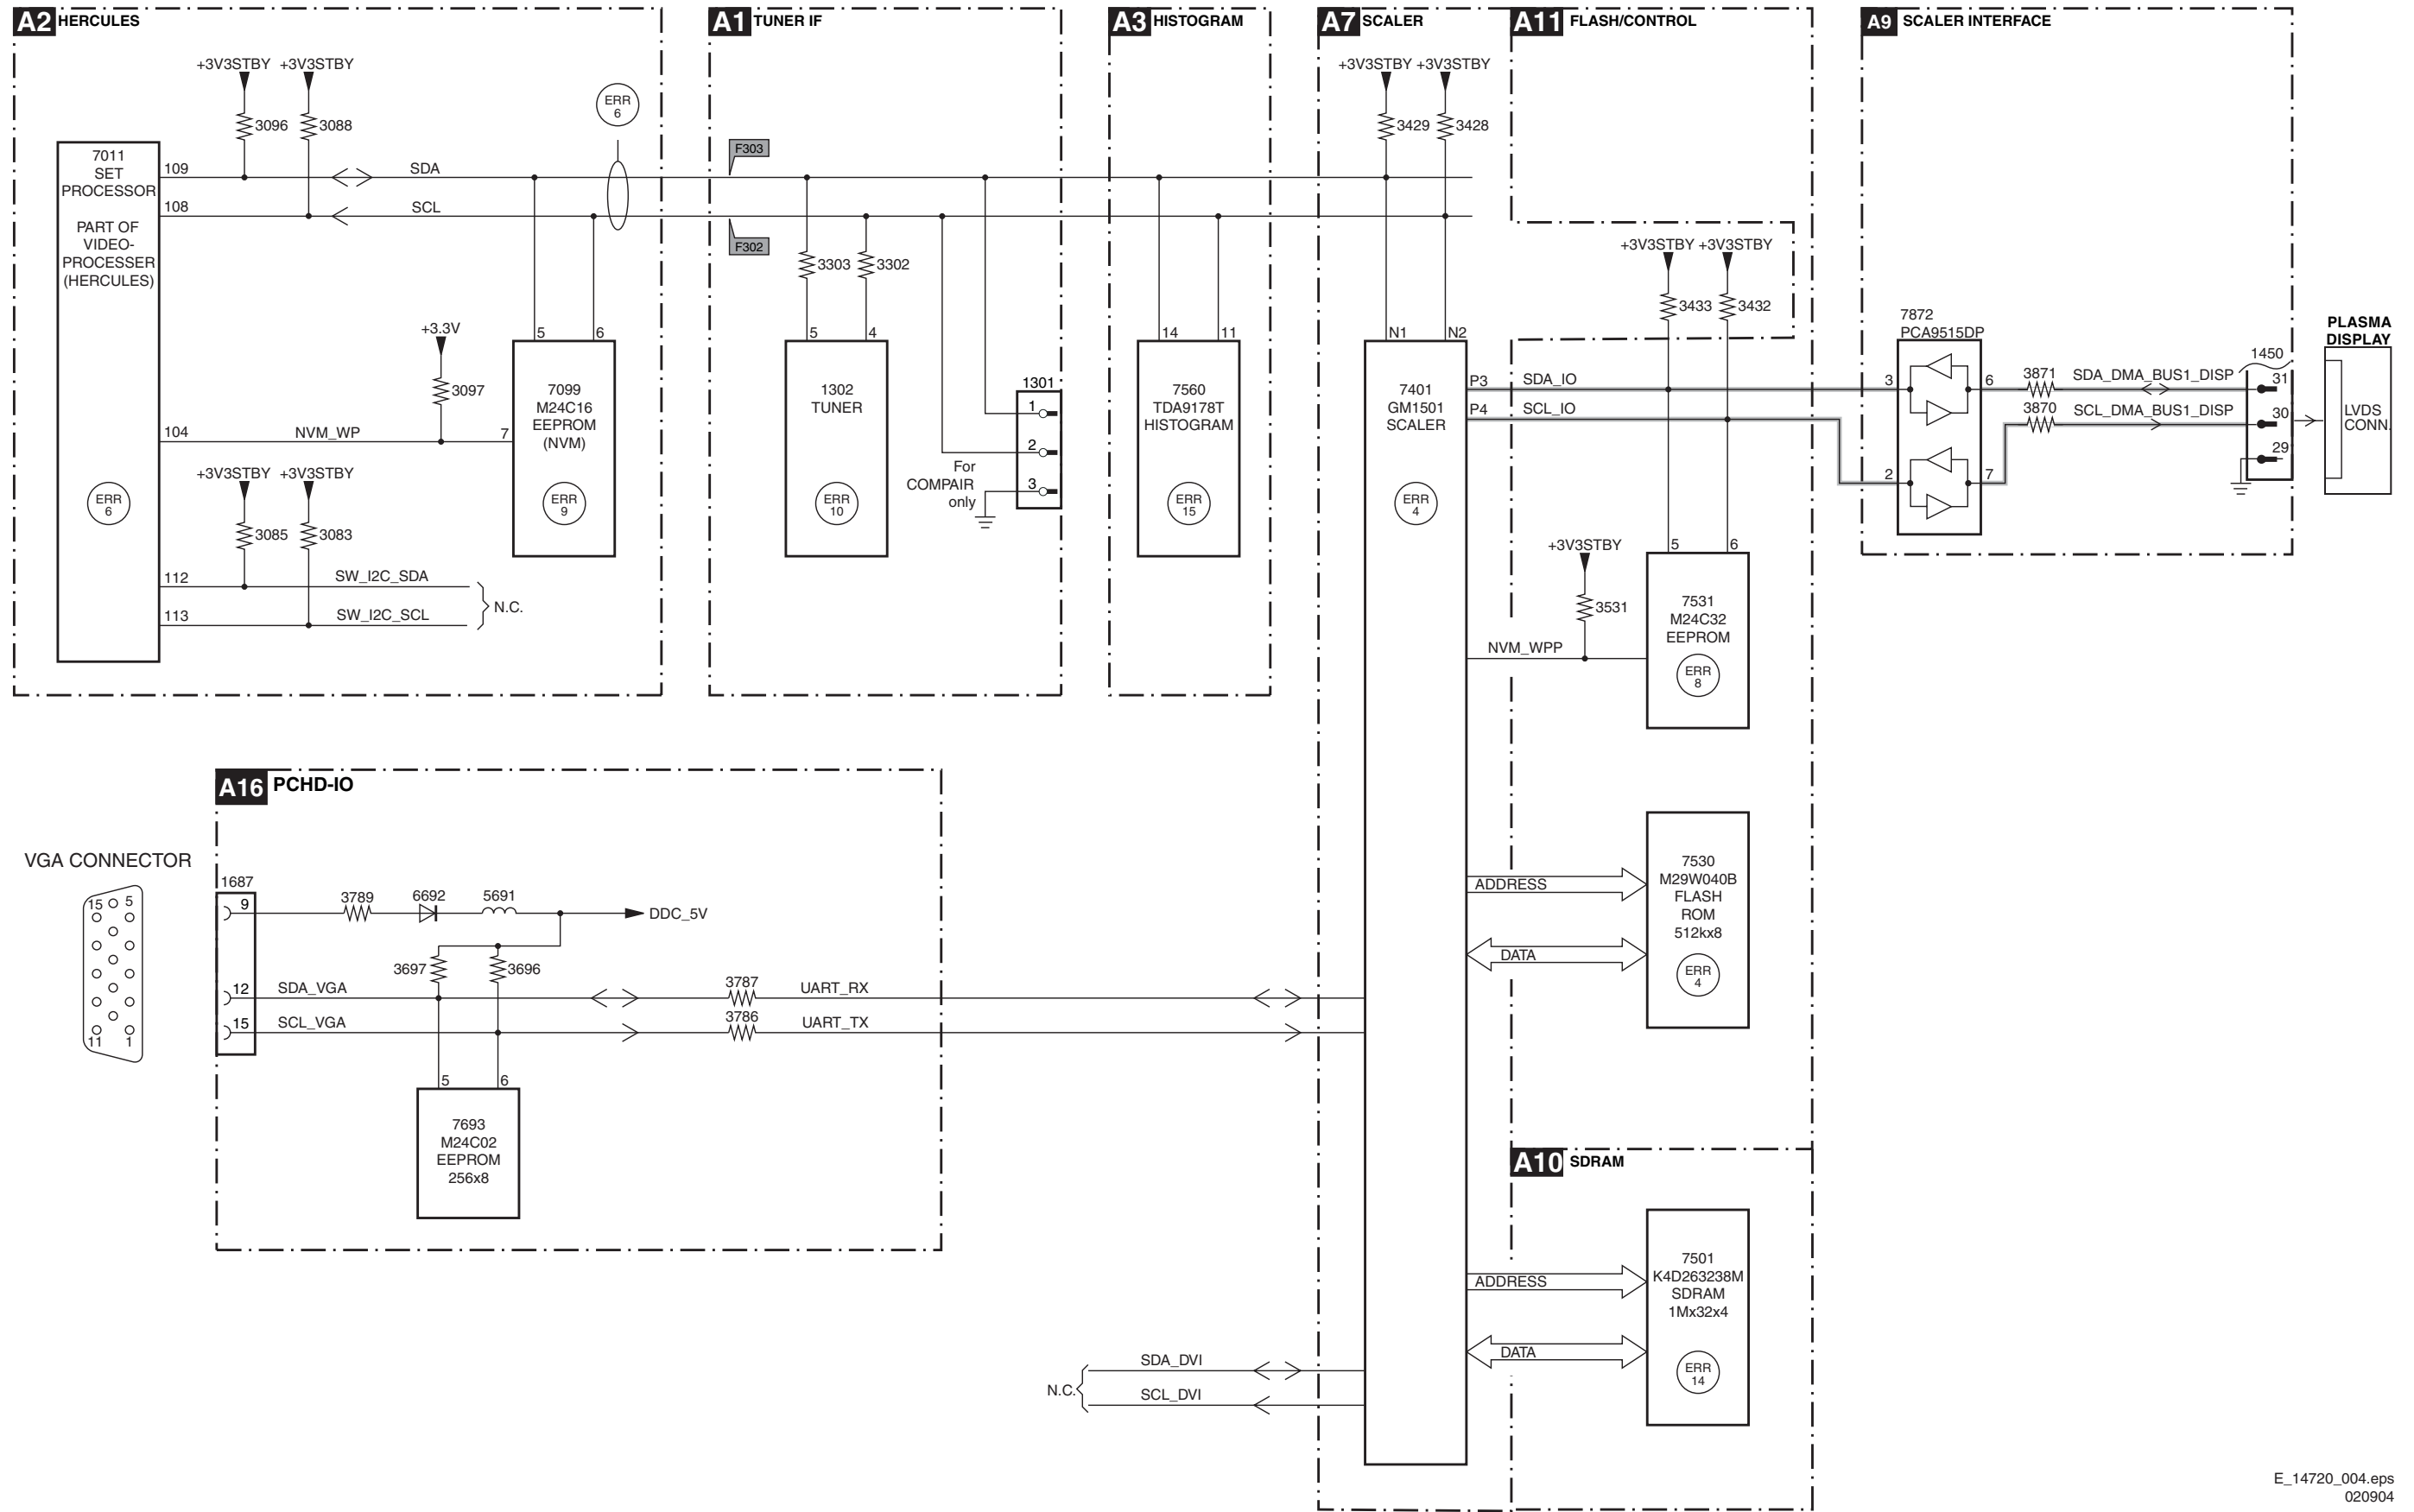 A2 HERCULES
+3V3STBY +3V3STBY
3096 3088
ERR
6
7011
SET
PROCESSOR
PART OF
VIDEO-
PROCESSER
(HERCULES)
109
SDA
108
SCL
+3.3V
3097
104
NVM_WP
7
5
6
7099
M24C16
EEPROM
(NVM)
ERR
9
ERR
6
+3V3STBY +3V3STBY
3085 3083
112
SW_I2C_SDA
113
SW_I2C_SCL
N.C.
A1 TUNER IF
F303
F302
3303 3302
5
4
1302
TUNER
ERR
10
1301
1
2
3
For
COMPAIR
only
A3 HISTOGRAM
14
11
7560
TDA9178T
HISTOGRAM
ERR
15
A7 SCALER
+3V3STBY +3V3STBY
3429 3428
N1
N2
7401
GM1501
SCALER
ERR
4
P3
SDA_IO
P4
SCL_IO
A11 FLASH/CONTROL
+3V3STBY +3V3STBY
3433 3432
+3V3STBY
3531
NVM_WPP
5
6
7531
M24C32
EEPROM
ERR
8
ADDRESS
DATA
7530
M29W040B
FLASH
ROM
512kx8
ERR
4
A9 SCALER INTERFACE
7872
PCA9515DP
3
6
2
7
3871
SDA_DMA_BUS1_DISP
3870
SCL_DMA_BUS1_DISP
1450
31
30
29
PLASMA
DISPLAY
LVDS
CONN.
A16 PCHD-IO
VGA CONNECTOR
15 5
11 1
1687
9
3789
6692
5691
DDC_5V
3697
3696
12
SDA_VGA
3787
UART_RX
15
SCL_VGA
3786
UART_TX
5
6
7693
M24C02
EEPROM
256x8
A10 SDRAM
ADDRESS
DATA
7501
K4D263238M
SDRAM
1Mx32x4
ERR
14
N.C.
SDA_DVI
SCL_DVI
E_14720_004.eps
020904